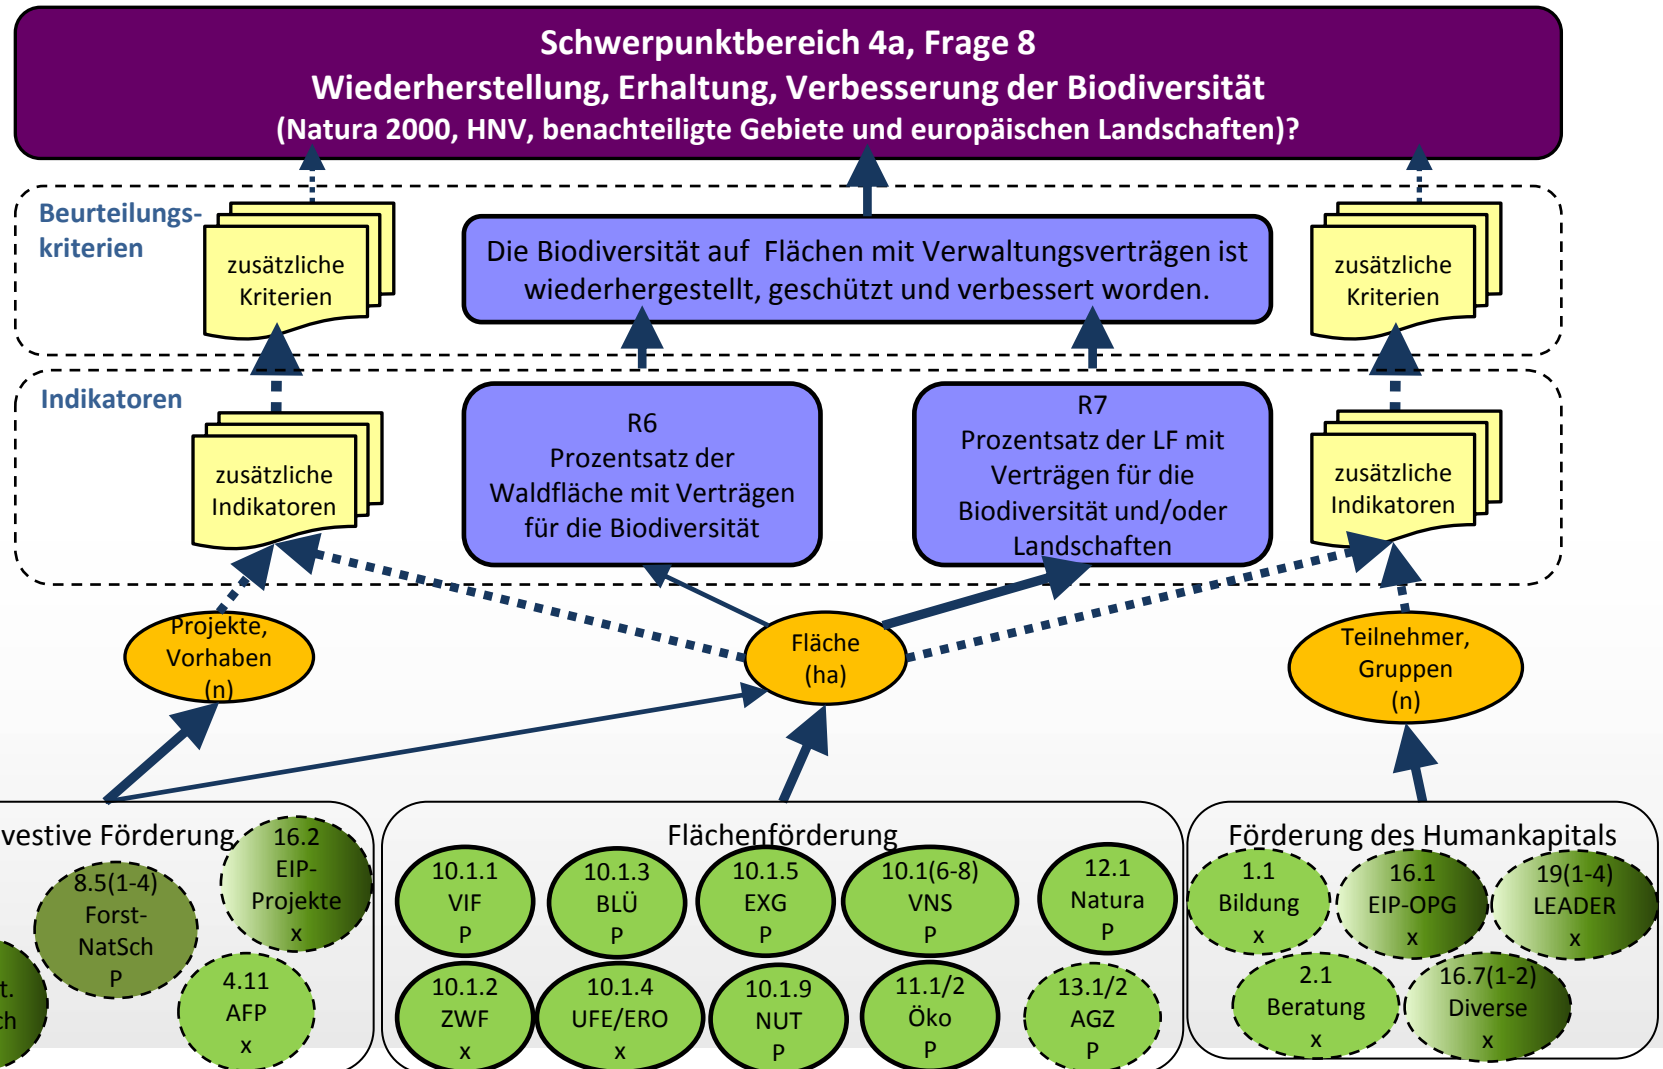 Schwerpunktbereich 4a, Frage 8
Wiederherstellung, Erhaltung, Verbesserung der Biodiversität
(Natura 2000, HNV, benachteiligte Gebiete und europäischen Landschaften)?
Beurteilungs-
kriterien
zusätzliche
Kriterien
Die Biodiversität auf Flächen mit Verwaltungsverträgen ist
wiederhergestellt, geschützt und verbessert worden.
zusätzliche
Kriterien
Indikatoren
zusätzliche
Indikatoren
R6
Prozentsatz der
Waldfläche mit Verträgen
für die Biodiversität
R7
Prozentsatz der LF mit
Verträgen für die
Biodiversität und/oder
Landschaften
zusätzliche
Indikatoren
Projekte,
Vorhaben
(n)
Fläche
(ha)
Teilnehmer,
Gruppen
(n)
vestive Förderung
16.2
EIP-
Projekte
x
8.5(1-4)
Forst-
NatSch
P
t.
ch
4.11
AFP
x
Flächenförderung
10.1.1
VIF
P
10.1.3
BLÜ
P
10.1.5
EXG
P
10.1(6-8)
VNS
P
12.1
Natura
P
10.1.2
ZWF
x
10.1.4
UFE/ERO
x
10.1.9
NUT
P
11.1/2
Öko
P
13.1/2
AGZ
P
Förderung des Humankapitals
1.1
Bildung
x
16.1
EIP-OPG
x
19(1-4)
LEADER
x
2.1
Beratung
x
16.7(1-2)
Diverse
x